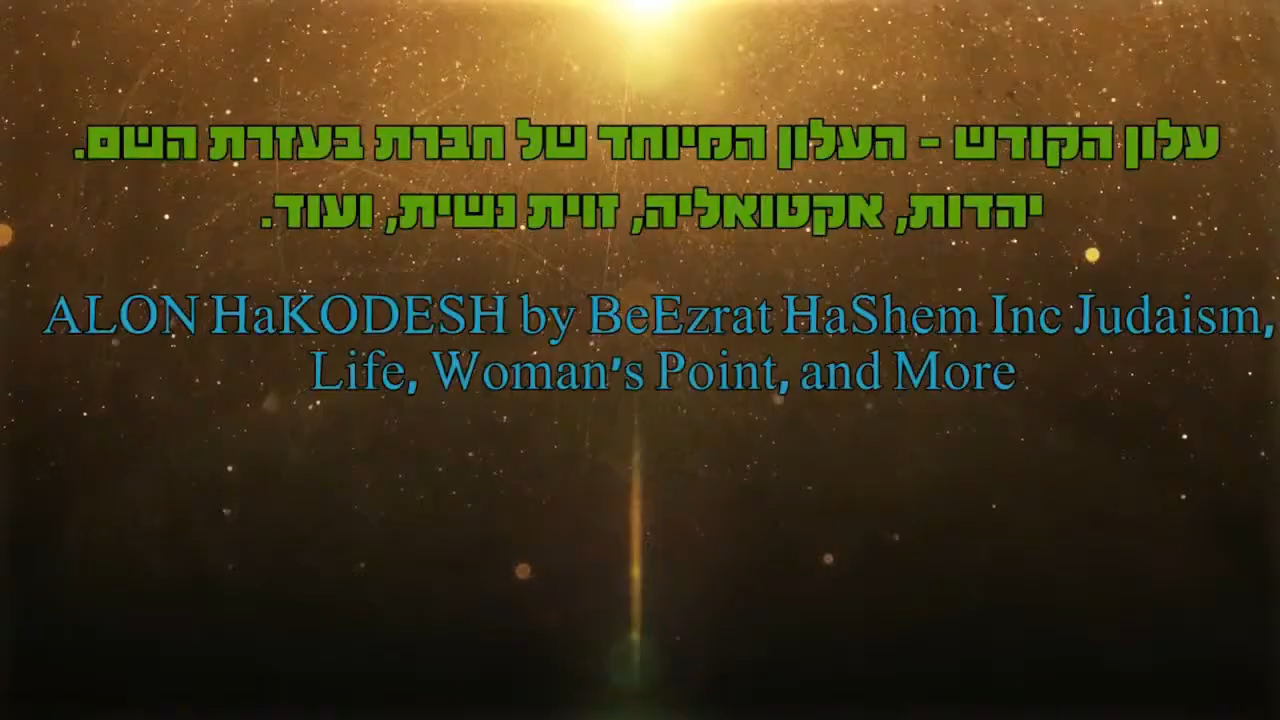 עלון הקודש - העלון המיוחד של חברת בעזרת השם.
יהדות, אקטואליה, זוית נשית, ועוד.
ALON HaKODESH by BeEzrat HaShem Inc Judaism,
Life, Woman's Point, and More